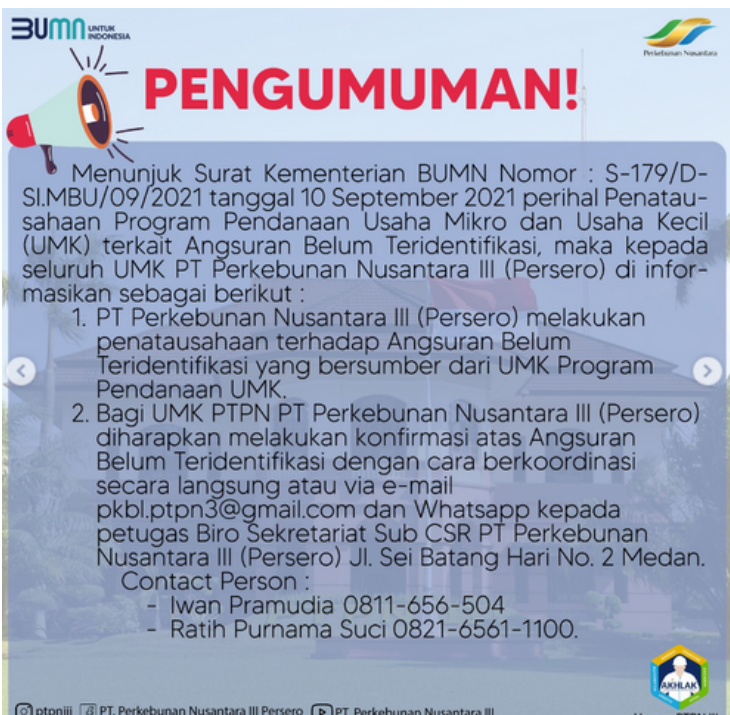 BUMN UNTUK INDONESIA
Perkebunan Nusantara
PENGUMUMAN!
Menunjuk Surat Kementerian BUMN Nomor : S-179/D-
SI.MBU/09/2021 tanggal 10 September 2021 perihal Penatau-
sahaan Program Pendanaan Usaha Mikro dan Usaha Kecil
(UMK) terkait Angsuran Belum Teridentifikasi, maka kepada
seluruh UMK PT Perkebunan Nusantara III (Persero) di infor-
masikan sebagai berikut :
1. PT Perkebunan Nusantara III (Persero) melakukan
penatausahaan terhadap Angsuran Belum
Teridentifikasi yang bersumber dari UMK Program
Pendanaan UMK.
2. Bagi UMK PTPN PT Perkebunan Nusantara III (Persero)
diharapkan melakukan konfirmasi atas Angsuran
Belum Teridentifikasi dengan cara berkoordinasi
secara langsung atau via e-mail
pkbl.ptpn3@gmail.com dan Whatsapp kepada
petugas Biro Sekretariat Sub CSR PT Perkebunan
Nusantara III (Persero) Jl. Sei Batang Hari No. 2 Medan.
Contact Person :
- Iwan Pramudia 0811-656-504
- Ratih Purnama Suci 0821-6561-1100.
AKHLAK
ptpniii PT. Perkebunan Nusantara III Persero PT. Perkebunan Nusantara III